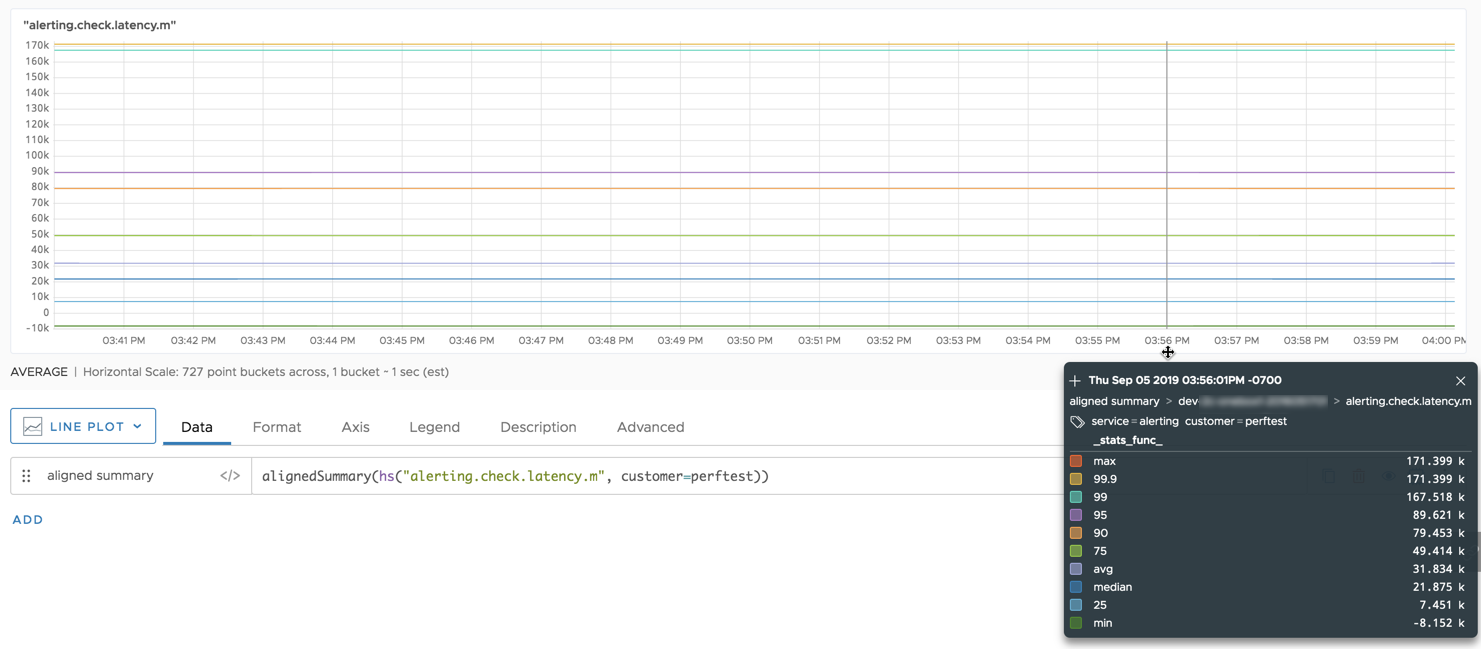 "alerting.check.latency.m"
170k
160k
150k
140k
130k
120k
110k
100k
90k
80k
70k
60k
50k
40k
30k
20k
10k
0
-10k
03:41 PM 03:42 PM 03:43 PM 03:44 PM 03:45 PM 03:46 PM 03:47 PM 03:48 PM 03:49 PM 03:50 PM 03:51 PM 03:52 PM 03:53 PM 03:54 PM 03:55 PM 03:56 PM 03:57 PM 03:58 PM 03:59 PM 04:00 PM
AVERAGE | Horizontal Scale: 727 point buckets across, 1 bucket ~ 1 sec (est)
LINE PLOT Data Format Axis Legend Description Advanced
aligned summary </> alignedSummary(hs("alerting.check.latency.m", customer=perftest))
ADD
Thu Sep 05 2019 03:56:01PM -0700
aligned summary > dev > alerting.check.latency.m
service=alerting customer=perftest
_stats_func_
max 171.399 k
99.9 171.399 k
99 167.518 k
95 89.621 k
90 79.453 k
75 49.414 k
avg 31.834 k
median 21.875 k
25 7.451 k
min -8.152 k